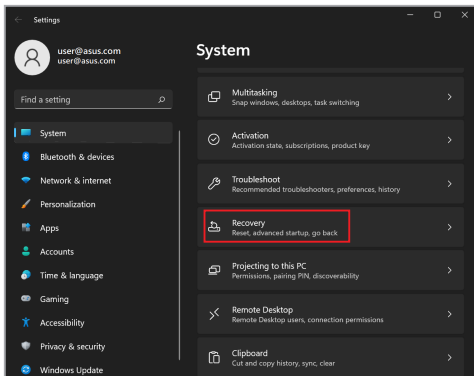 Settings
user@asus.com
user@asus.com
Find a setting
System
Bluetooth & devices
Network & internet
Personalization
Apps
Accounts
Time & language
Gaming
Accessibility
Privacy & security
Windows Update
System
Multitasking
Snap windows, desktops, task switching
Activation
Activation state, subscriptions, product key
Troubleshoot
Recommended troubleshooters, preferences, history
Recovery
Reset, advanced startup, go back
Projecting to this PC
Permissions, pairing PIN, discoverability
Remote Desktop
Remote Desktop users, connection permissions
Clipboard
Cut and copy history, sync, clear